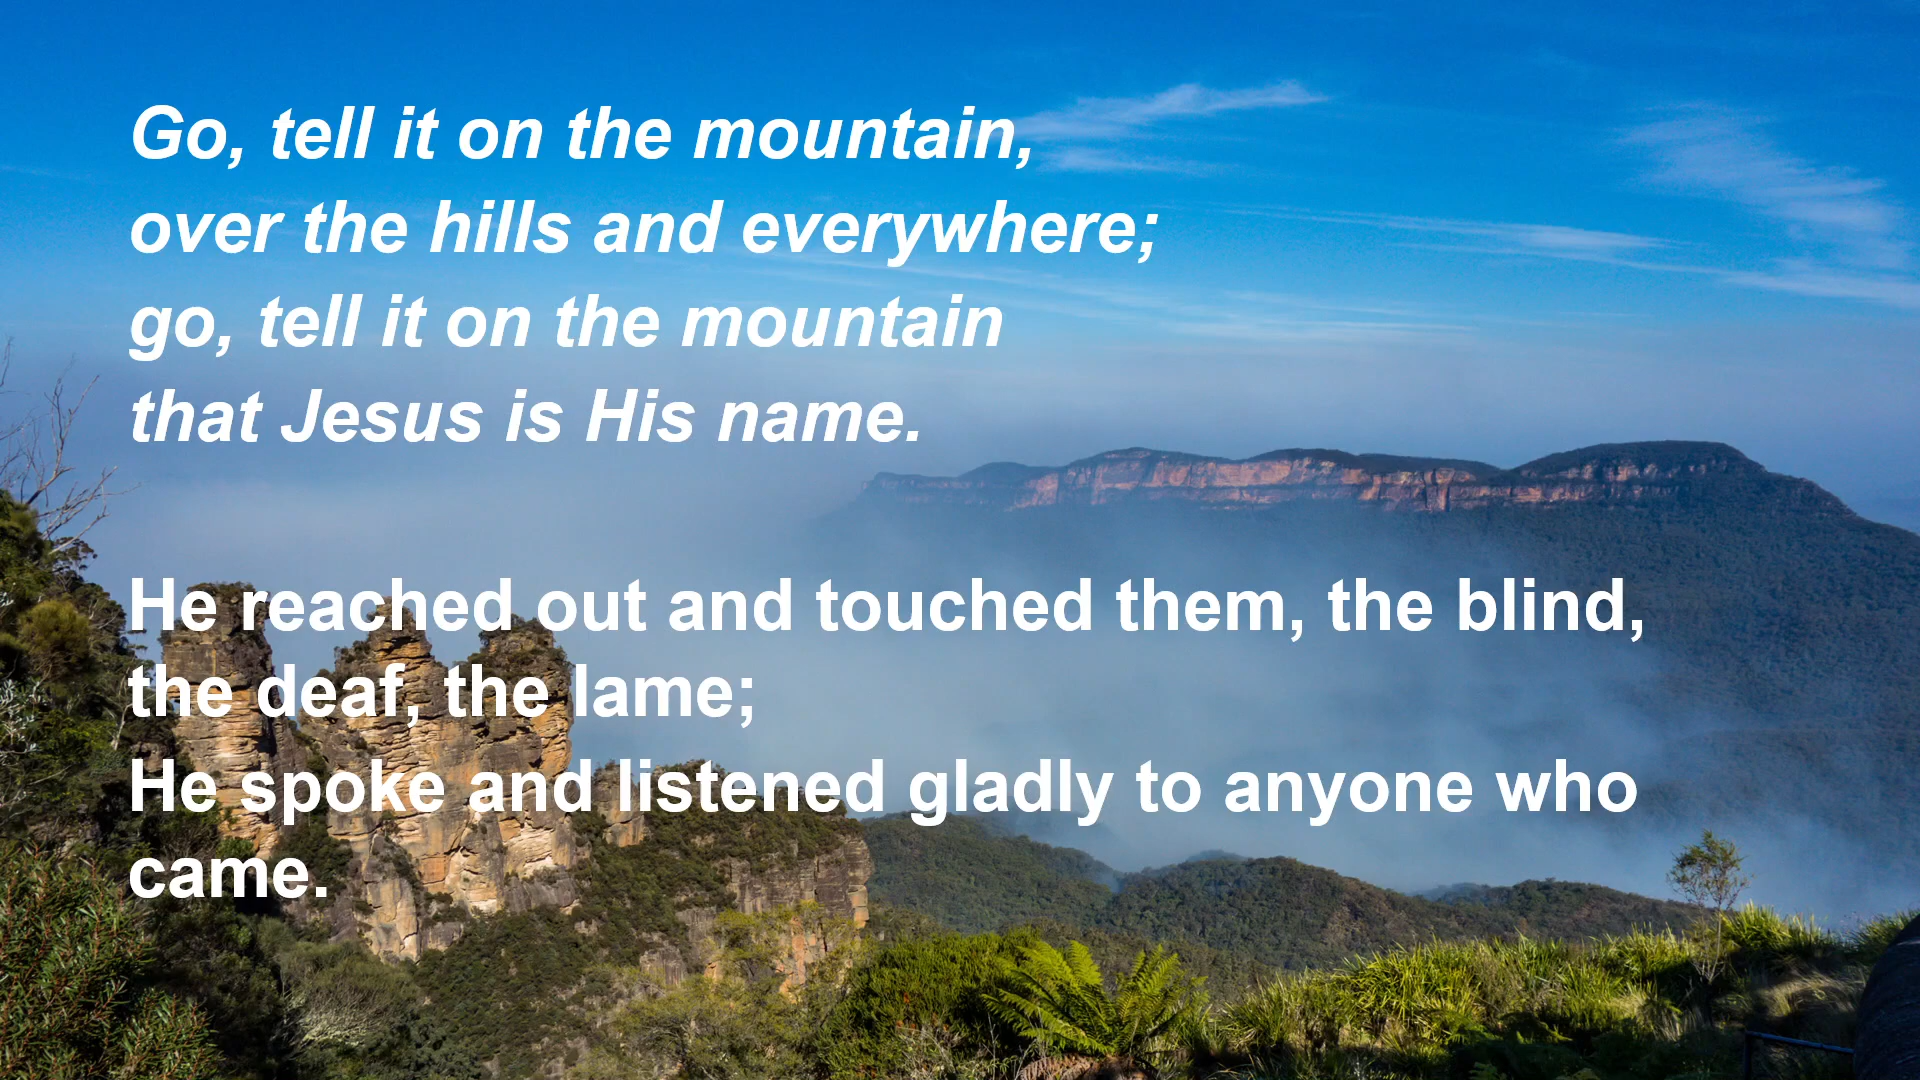 Go, tell it on the mountain,
over the hills and everywhere;
go, tell it on the mountain
that Jesus is His name.
He reached out and touched them, the blind,
the deaf, the lame;
He spoke and listened gladly to anyone who
came.